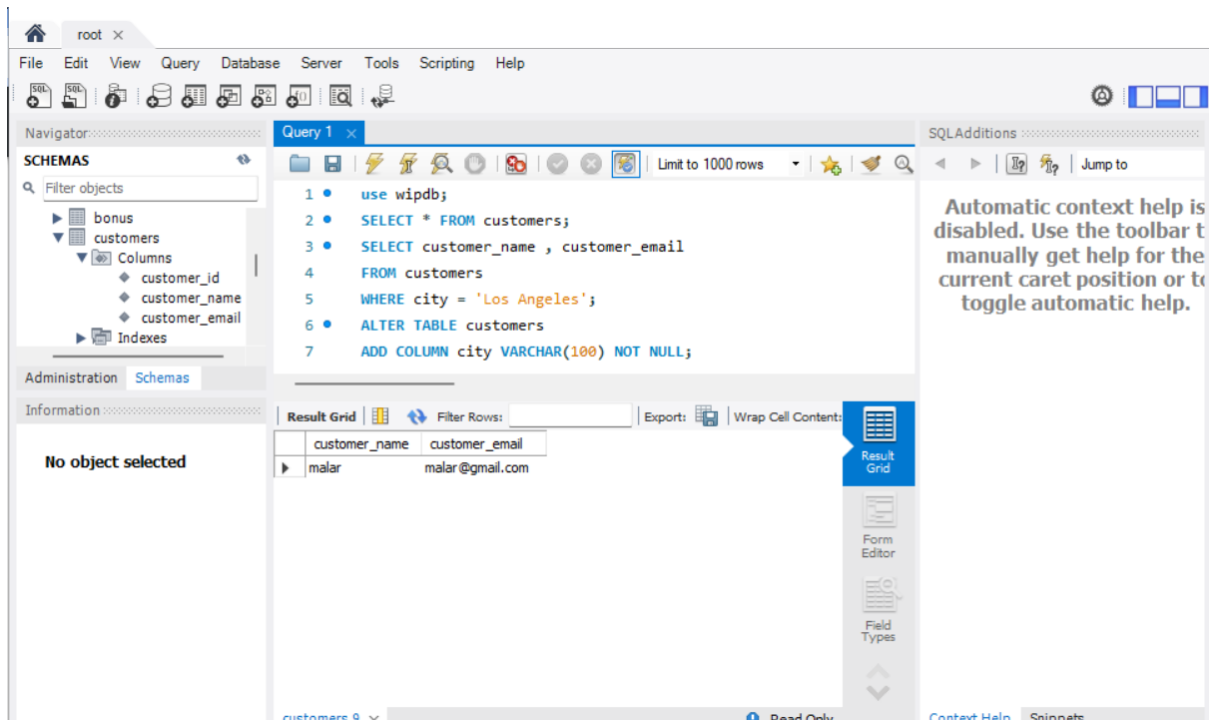 root ×
File Edit View Query Database Server Tools Scripting Help
Navigator
SCHEMAS
Filter objects
bonus
customers
Columns
customer_id
customer_name
customer_email
Indexes
Administration Schemas
Information
No object selected
Query 1 ×
Limit to 1000 rows
1 use wipdb;
2 SELECT * FROM customers;
3 SELECT customer_name , customer_email
4 FROM customers
5 WHERE city = 'Los Angeles';
6 ALTER TABLE customers
7 ADD COLUMN city VARCHAR(100) NOT NULL;
Result Grid Filter Rows: Export: Wrap Cell Content:
customer_name customer_email
malar malar@gmail.com
Result
Grid
Form
Editor
Field
Types
customers 9 ×
Read Only
SQLAdditions
Jump to
Automatic context help is
disabled. Use the toolbar t
manually get help for the
current caret position or to
toggle automatic help.
Context Help Snippets